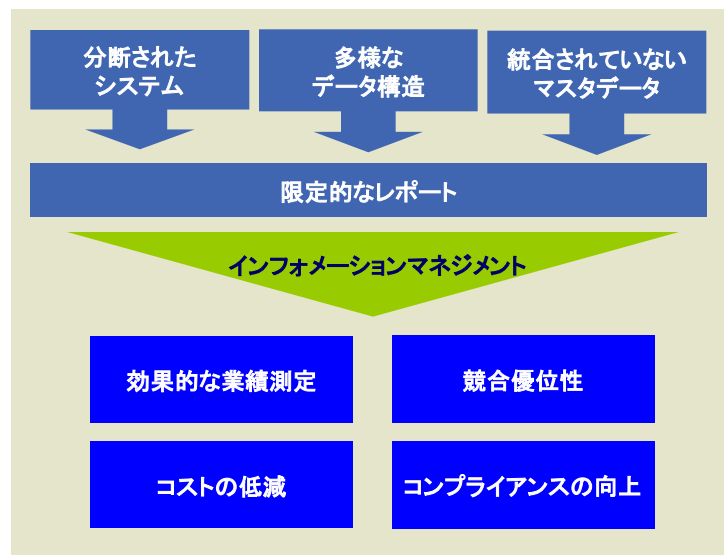 分断された
システム
多様な
データ構造
統合されていない
マスタデータ
限定的なレポート
インフォメーションマネジメント
効果的な業績測定
競合優位性
コストの低減
コンプライアンスの向上